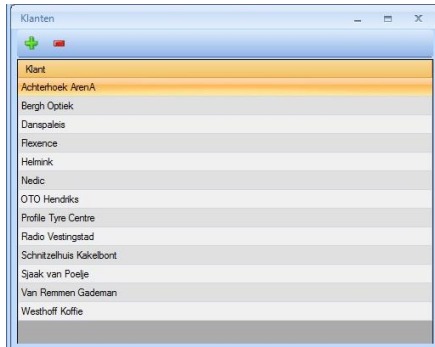 Klanten
Klant
Achterhoek ArenA
Bergh Optiek
Danspaleis
Flexence
Helmink
Nedic
OTO Hendriks
Profile Tyre Centre
Radio Vestingstad
Schnitzelhuis Kakelbont
Sjaak van Poelje
Van Remmen Gademan
Westhoff Koffie